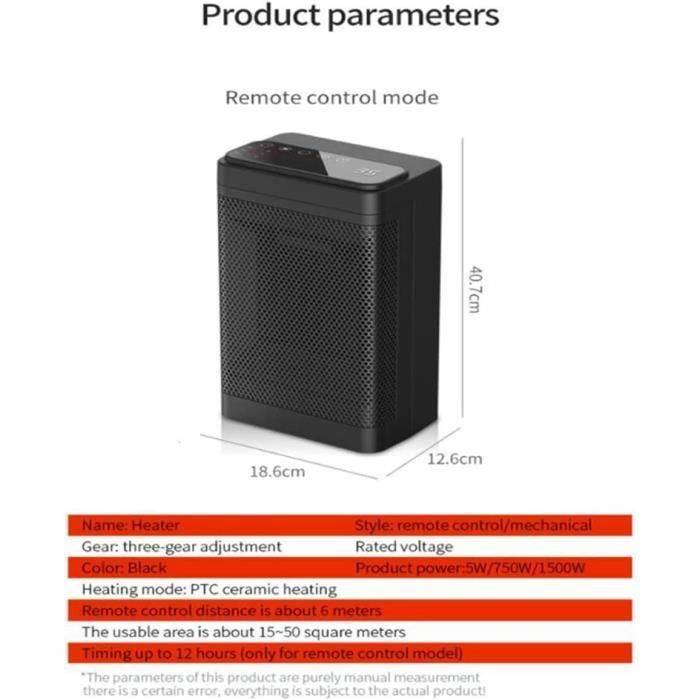 Product parameters
Remote control mode
35
40.7cm
18.6cm
12.6cm
Name: Heater Style: remote control/mechanical
Gear: three-gear adjustment Rated voltage
Color: Black Product power:5W/750W/1500W
Heating mode: PTC ceramic heating
Remote control distance is about 6 meters
The usable area is about 15~50 square meters
Timing up to 12 hours (only for remote control model)
*The parameters of this product are purely manual measurement
there is a certain error, everything is subject to the actual product!